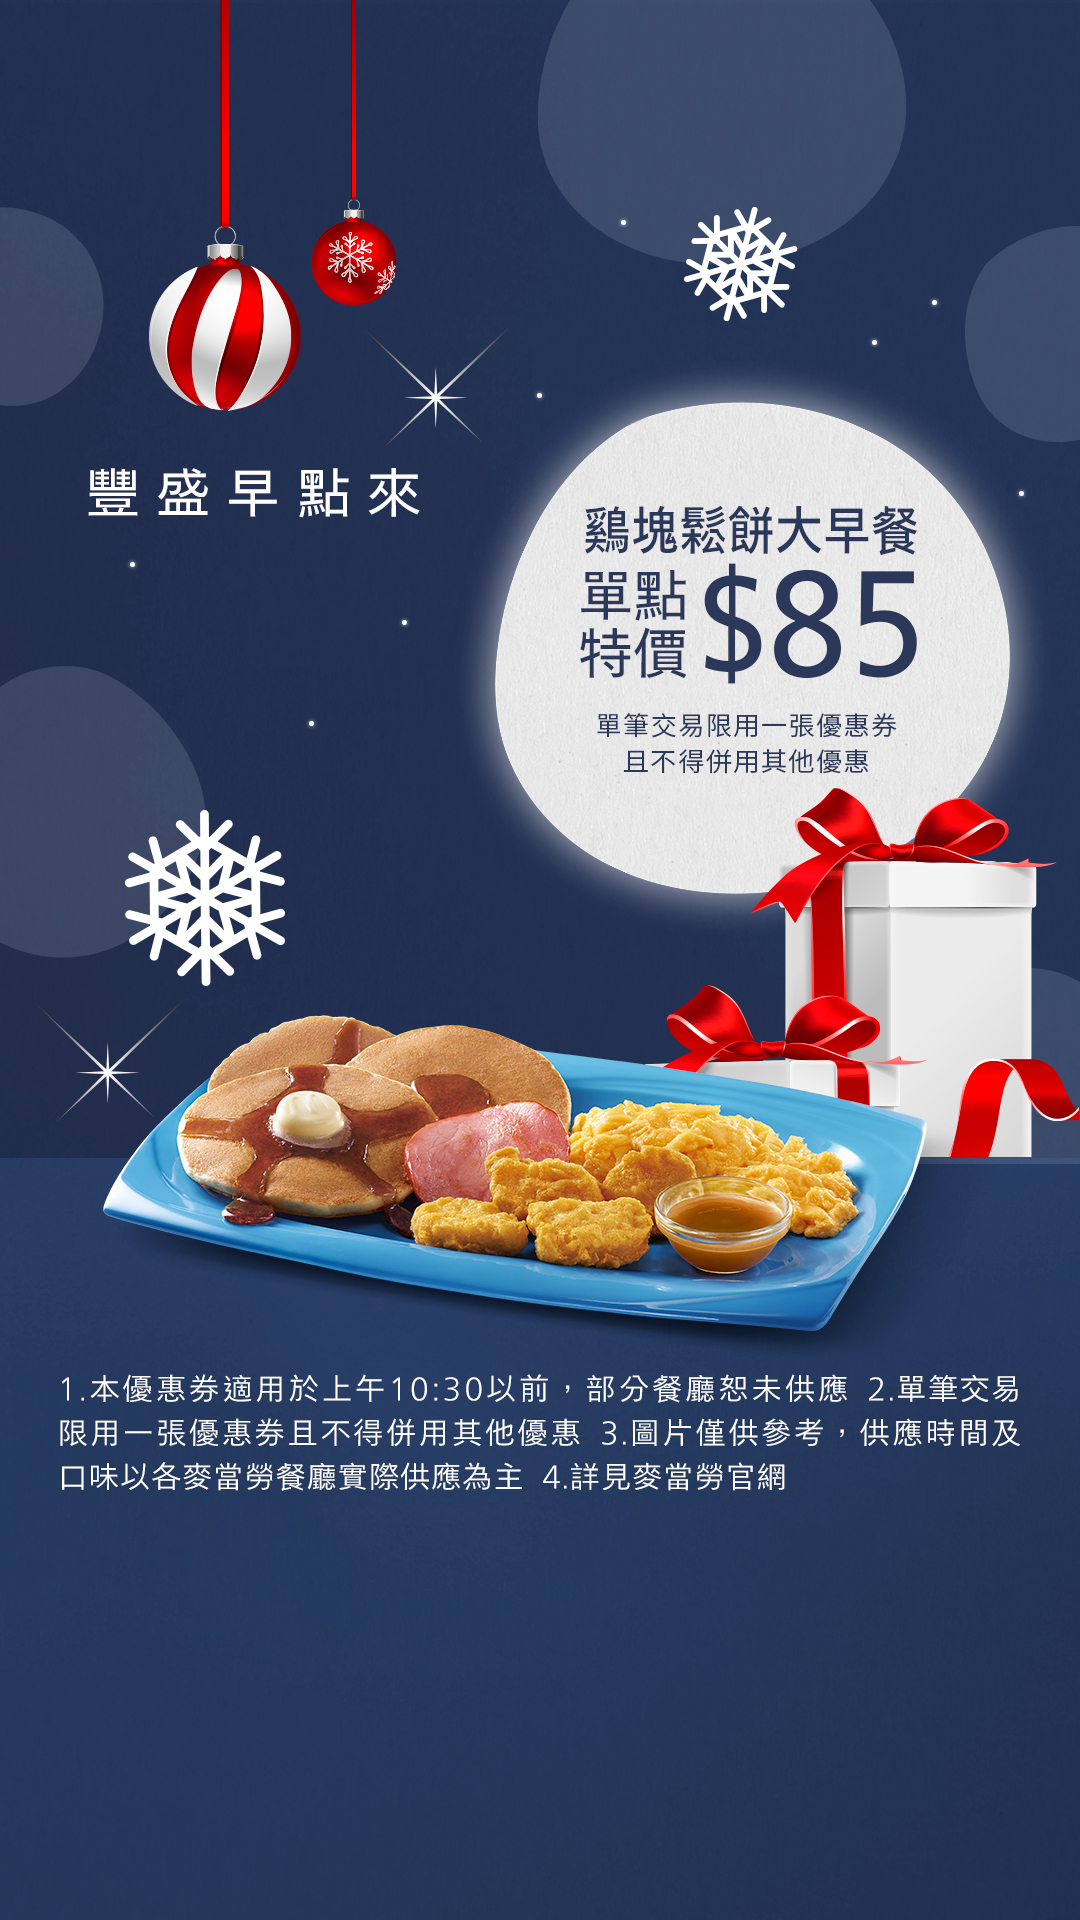 豐盛早點來
鷄塊鬆餅大早餐
單點
特價 $85
單筆交易限用一張優惠券
且不得併用其他優惠
1.本優惠券適用於上午10:30以前，部分餐廳恕未供應 2.單筆交易
限用一張優惠券且不得併用其他優惠 3.圖片僅供參考，供應時間及
口味以各麥當勞餐廳實際供應為主 4.詳見麥當勞官網